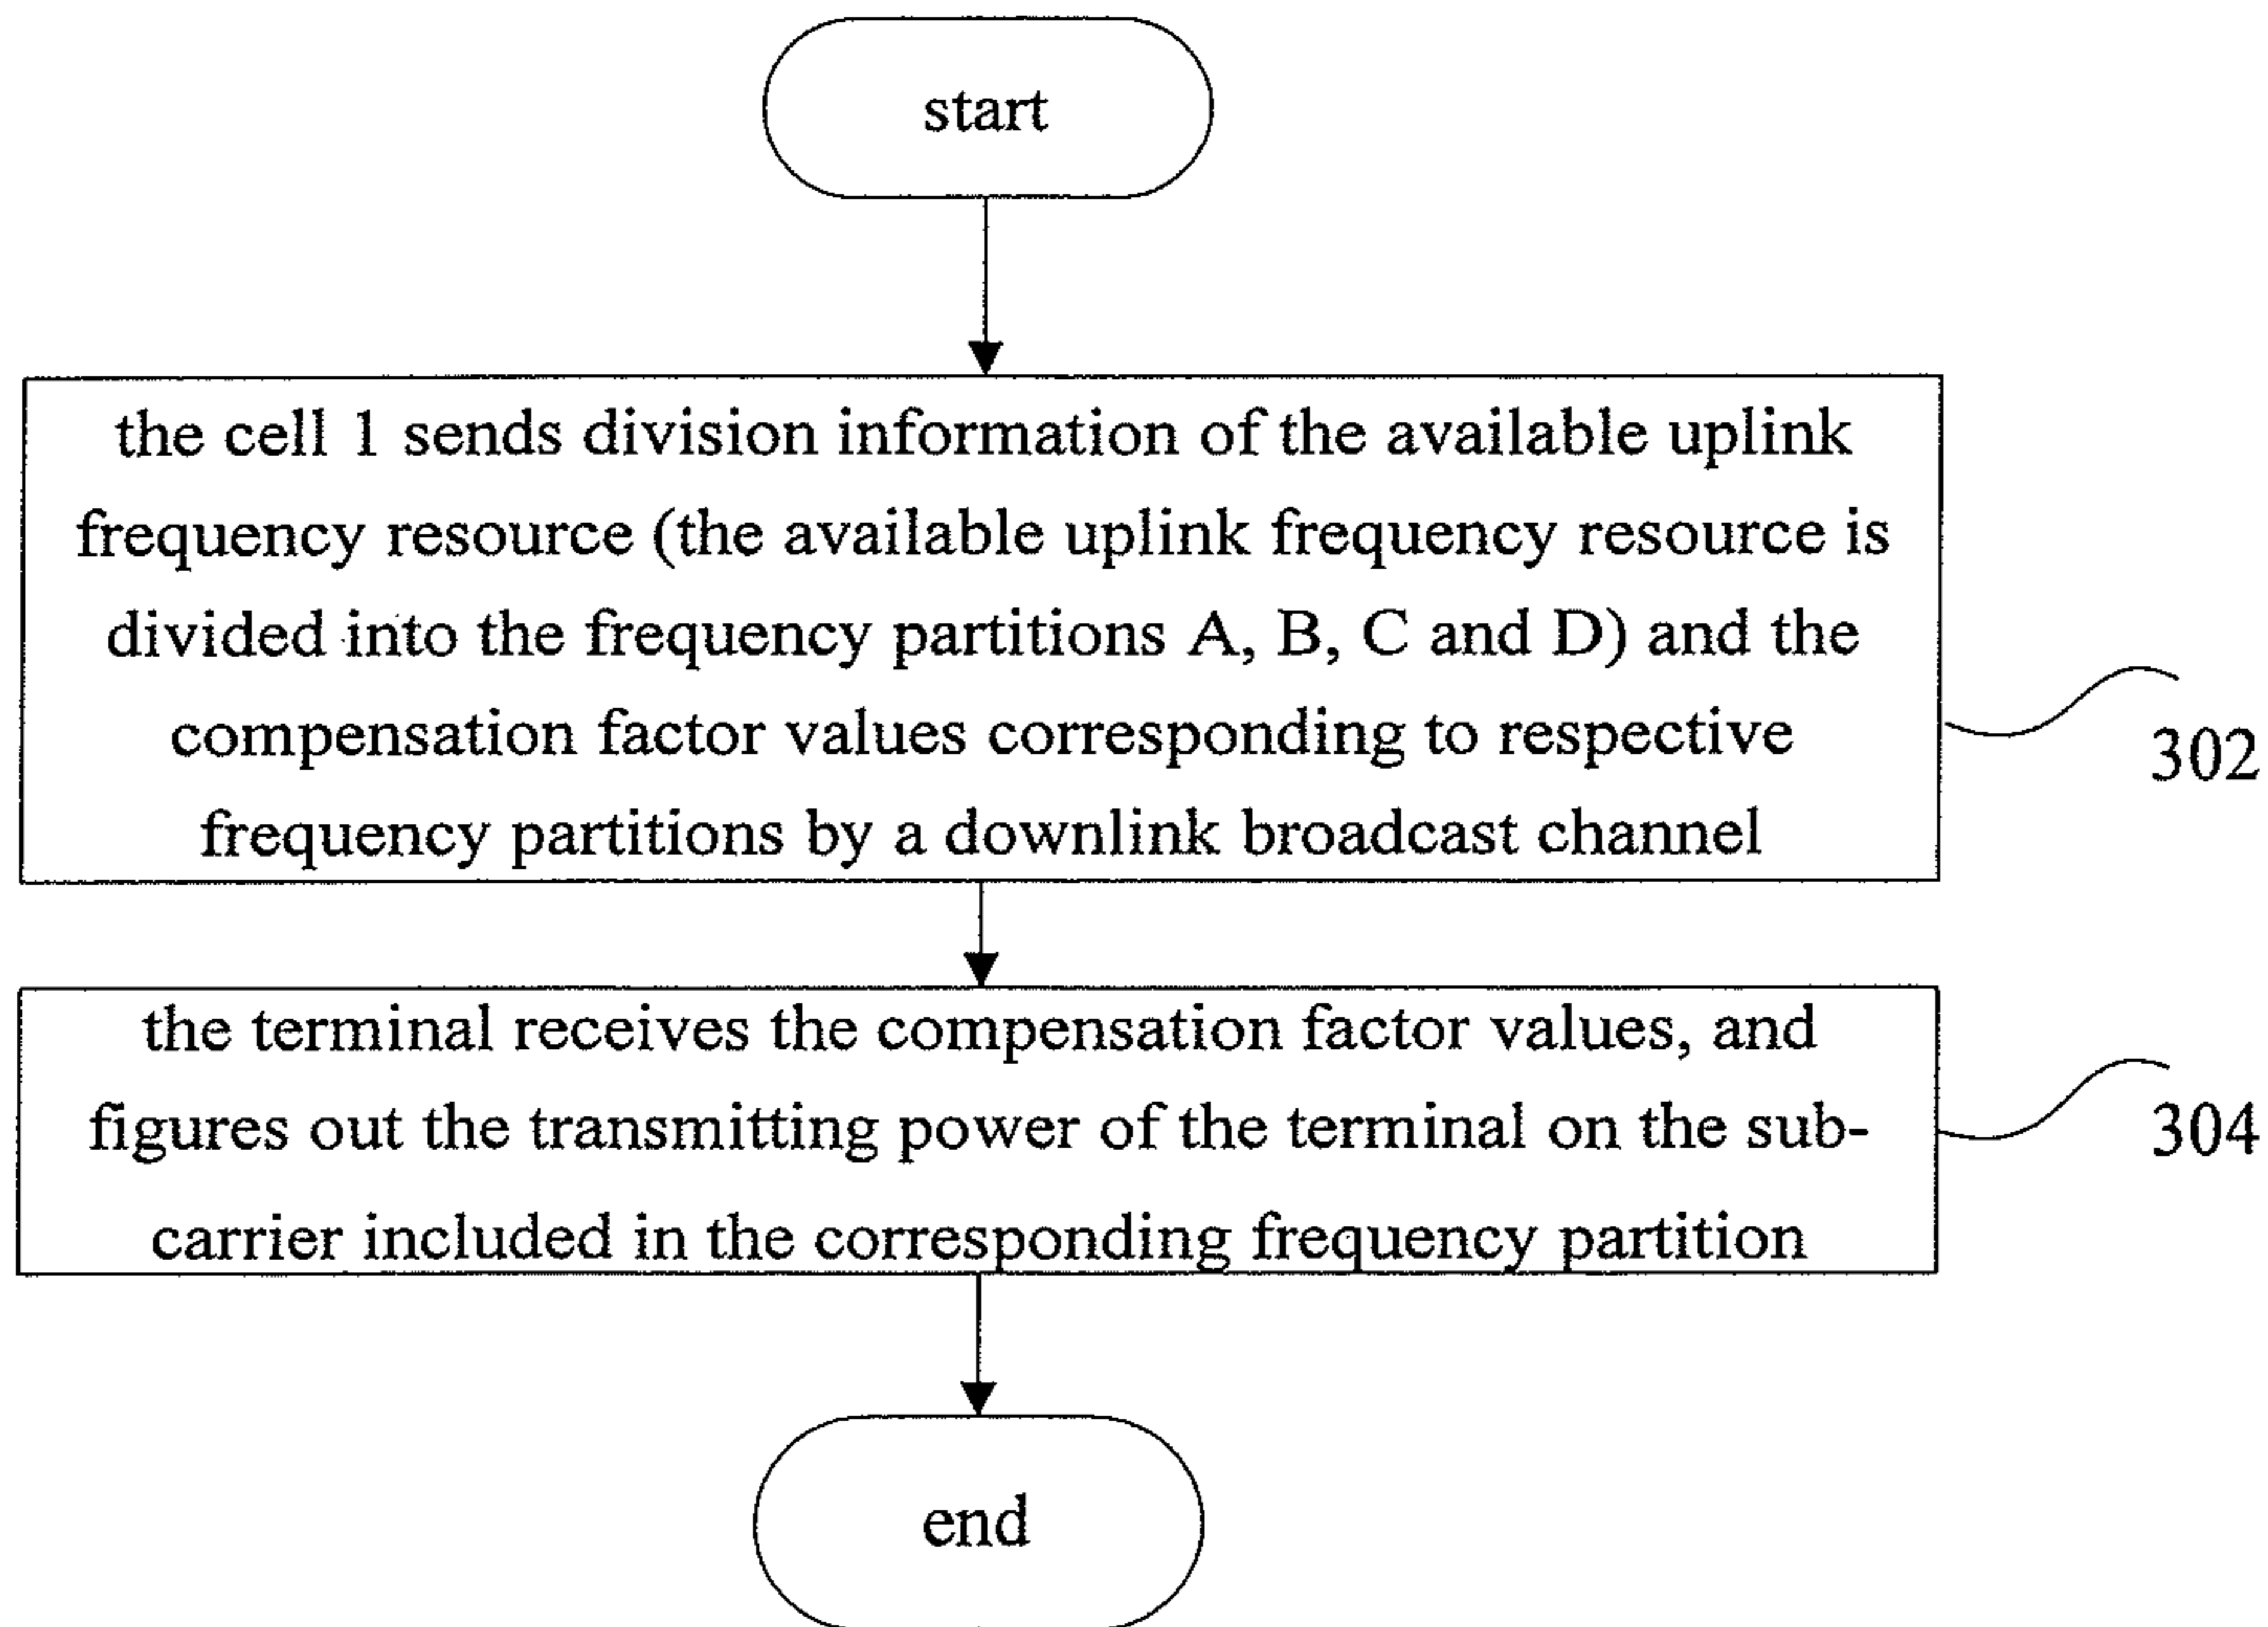 start
the cell 1 sends division information of the available uplink
frequency resource (the available uplink frequency resource is
divided into the frequency partitions A, B, C and D) and the
compensation factor values corresponding to respective
frequency partitions by a downlink broadcast channel
302
the terminal receives the compensation factor values, and
figures out the transmitting power of the terminal on the sub-
carrier included in the corresponding frequency partition
304
end